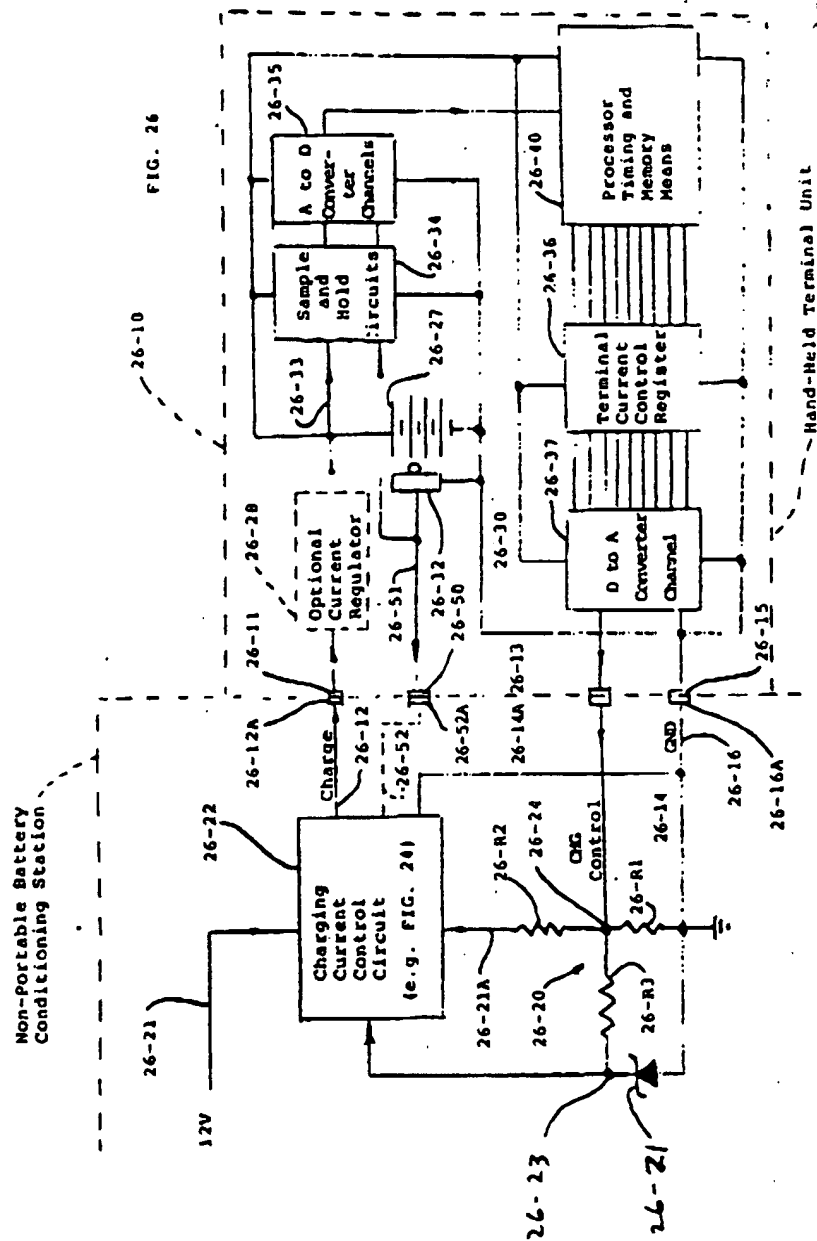 FIG. 26
Non-Portable Battery
Conditioning Station
26-21
12V
26-22
Charging
Current
Control
Circuit
(e.g. FIG. 24)
Charge
26-12A
26-11
26-12
26-52
26-52A
26-50
26-51
26-28
Optional
Current
Regulator
26-10
26-33
Sample
and
Hold
Circuits
26-34
A to D
Conver-
ter
Channels
26-35
26-27
T
26-32
26-30
26-21A
26-R2
26-24
CHG
Control
26-14A
26-13
26-14
26-20
26-R3
26-R1
26-23
26-21
GND
26-16
26-16A
26-15
26-37
D to A
Converter
Channel
26-36
Terminal
Current
Control
Register
26-40
Processor
Timing and
Memory
Means
Hand-Held Terminal Unit